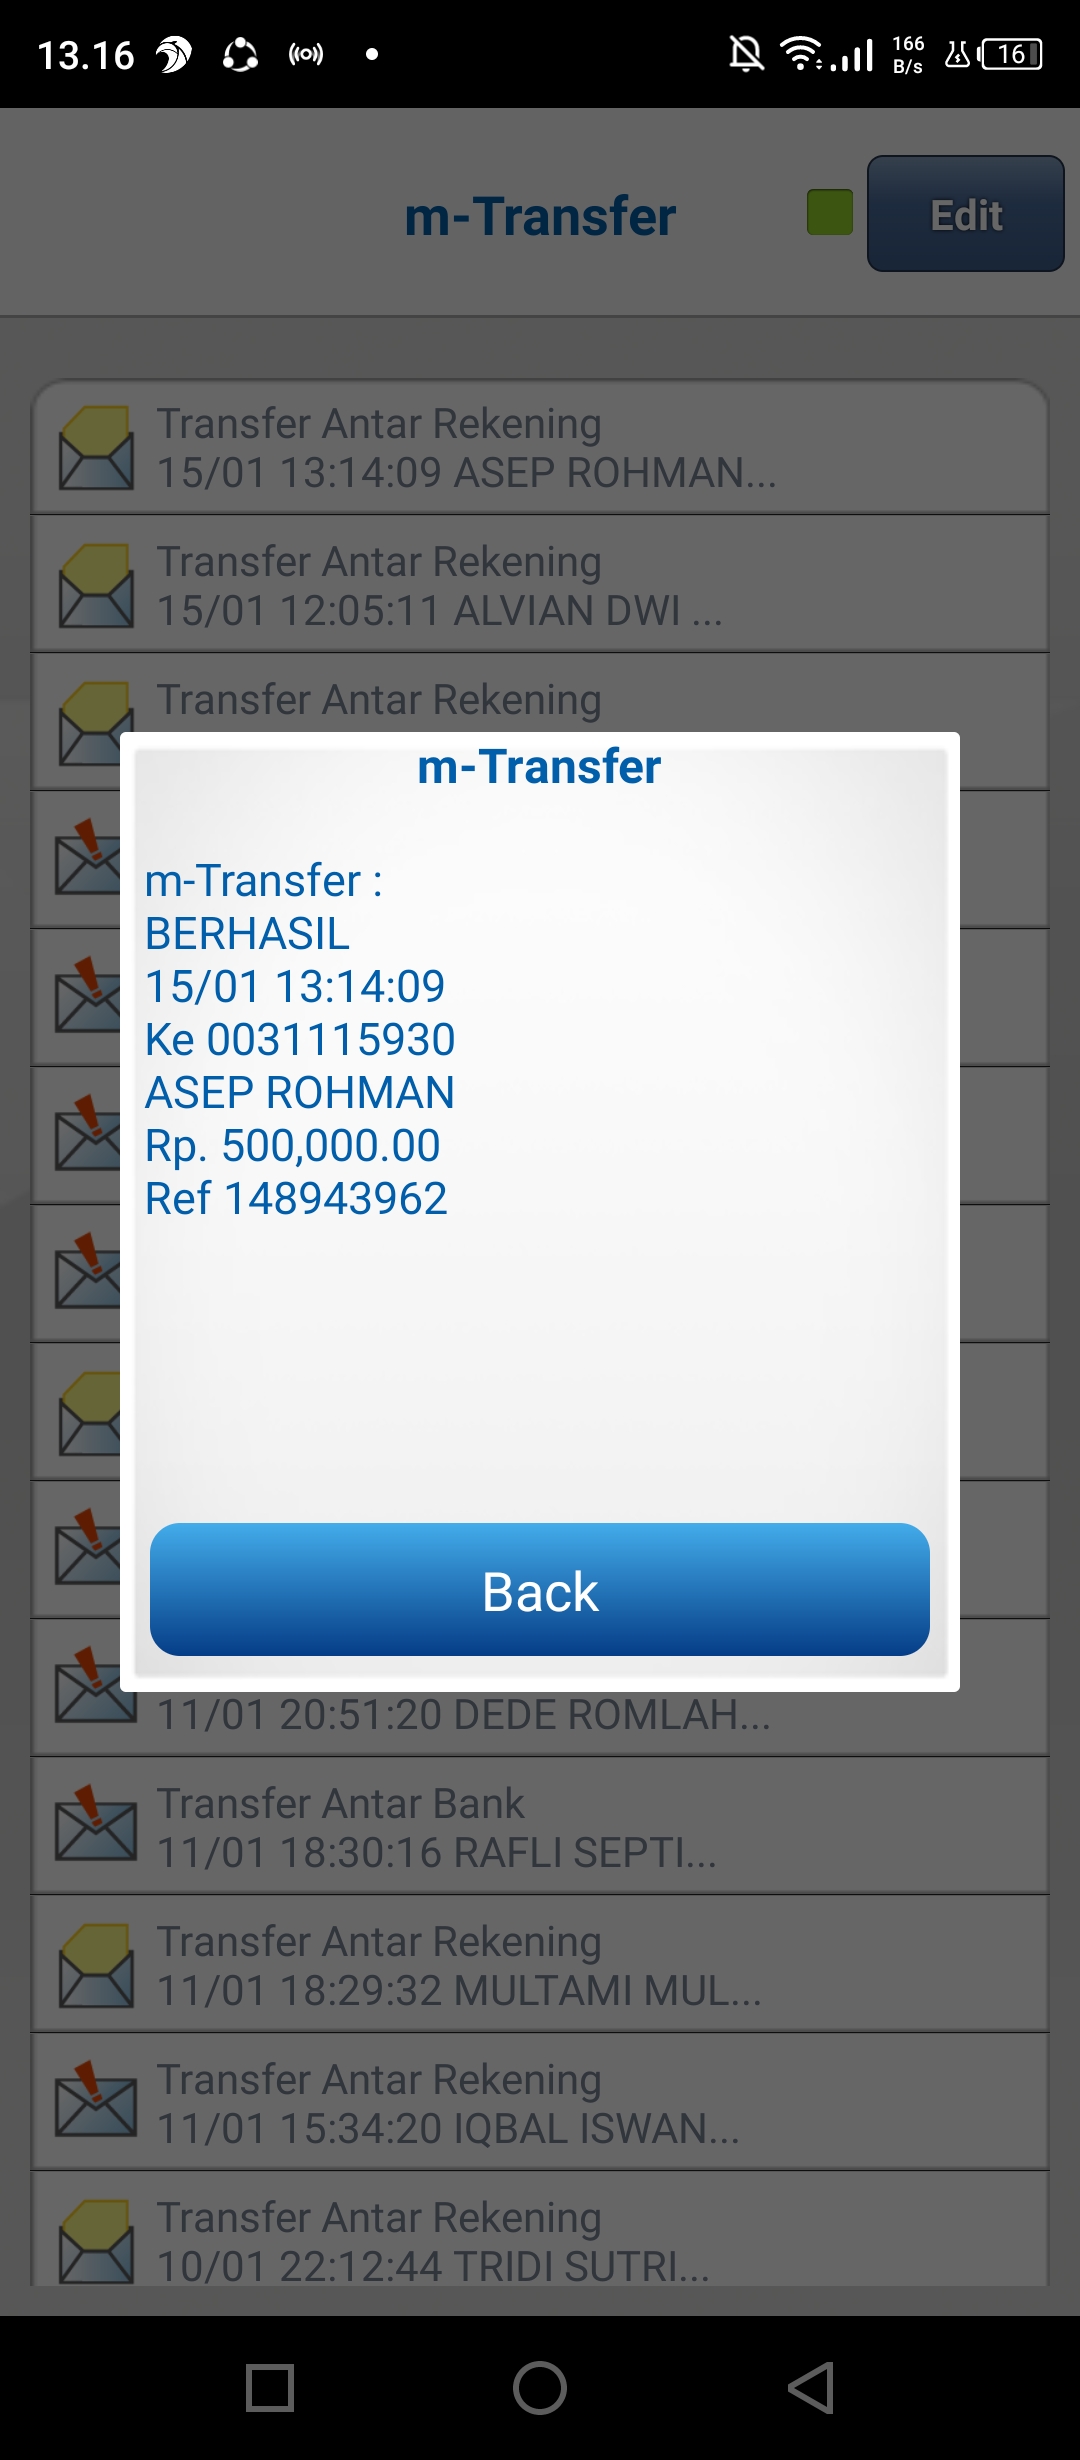 13.16
166
B/s
16
m-Transfer
Edit
Transfer Antar Rekening
15/01 13:14:09 ASEP ROHMAN...
Transfer Antar Rekening
15/01 12:05:11 ALVIAN DWI ...
Transfer Antar Rekening
m-Transfer
m-Transfer :
BERHASIL
15/01 13:14:09
Ke 0031115930
ASEP ROHMAN
Rp. 500,000.00
Ref 148943962
Back
11/01 20:51:20 DEDE ROMLAH...
Transfer Antar Bank
11/01 18:30:16 RAFLI SEPTI...
Transfer Antar Rekening
11/01 18:29:32 MULTAMI MUL...
Transfer Antar Rekening
11/01 15:34:20 IQBAL ISWAN...
Transfer Antar Rekening
10/01 22:12:44 TRIDI SUTRI...